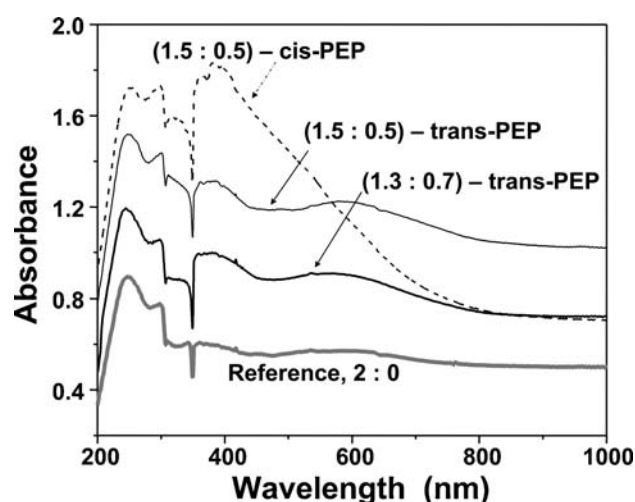 2.0
(1.5 : 0.5) – cis-PEP
1.6
(1.5 : 0.5) – trans-PEP
(1.3 : 0.7) – trans-PEP
1.2
Absorbance
0.8
Reference, 2 : 0
0.4
200 400 600 800 1000
Wavelength (nm)